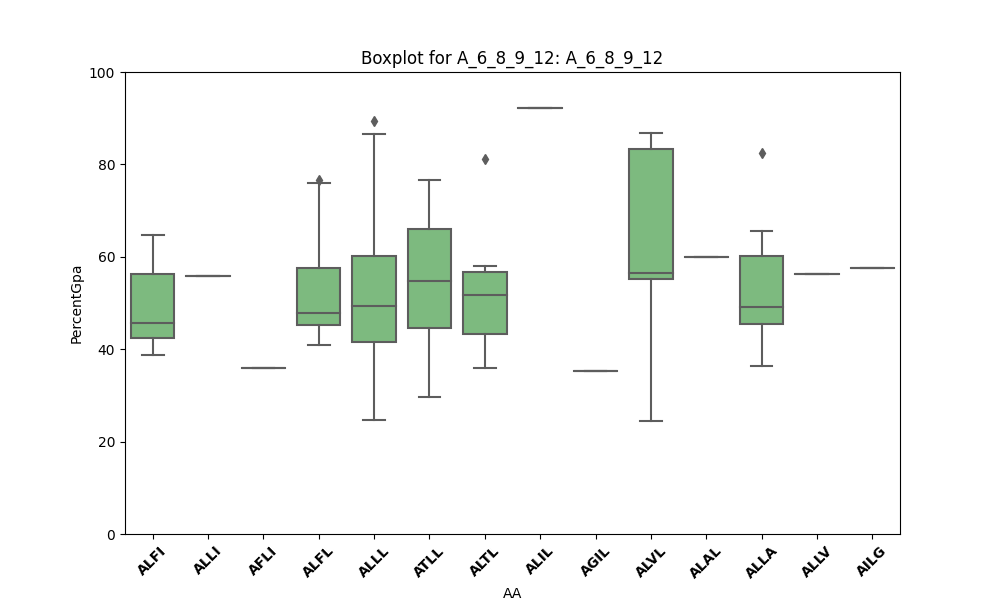 Boxplot for A_6_8_9_12: A_6_8_9_12
100
80
60
40
20
0
PercentGpa
ALFI ALLI AFLI ALFL ALLL ATLL ALTL ALIL AGIL ALVL ALAL ALLA ALLV AILG
AA